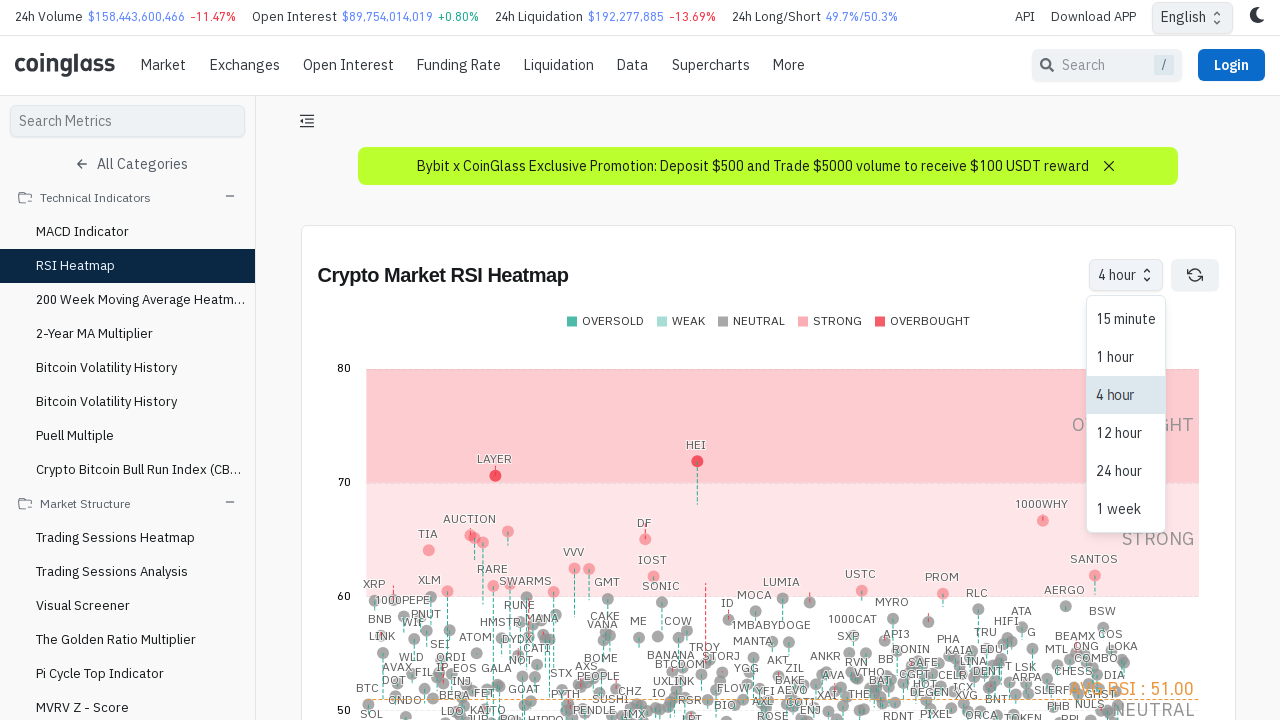 24h Volume $158,443,600,466 -11.47% Open Interest $89,754,014,019 +0.80% 24h Liquidation $192,277,885 -13.69% 24h Long/Short 49.7%/50.3% API Download APP English
coinglass Market Exchanges Open Interest Funding Rate Liquidation Data Supercharts More Search / Login
Search Metrics
All Categories
Technical Indicators
MACD Indicator
RSI Heatmap
200 Week Moving Average Heatm...
2-Year MA Multiplier
Bitcoin Volatility History
Bitcoin Volatility History
Puell Multiple
Crypto Bitcoin Bull Run Index (CB...
Market Structure
Trading Sessions Heatmap
Trading Sessions Analysis
Visual Screener
The Golden Ratio Multiplier
Pi Cycle Top Indicator
MVRV Z - Score
Bybit x CoinGlass Exclusive Promotion: Deposit $500 and Trade $5000 volume to receive $100 USDT reward
Crypto Market RSI Heatmap
4 hour
15 minute
1 hour
4 hour
12 hour
24 hour
1 week
OVERSOLD WEAK NEUTRAL STRONG OVERBOUGHT
80
HEI
LAYER
70
1000WHY
AUCTION DF
TIA
STRONG
VVV
IOST SANTOS
RARE USTC PROM
XRP XLM SWARMS GMT SONIC LUMIA AERGO
60
1000PEPE RUNE ID MOCA MYRO RLC
BNB WIF PNUT HMSTR MANA CAKE ME COW 1MBABYDOGE 1000CAT HIFI ATA BSW
LINK ATOM DYDX MANTA SXP API3 TRU G BEAMX COS
SEI CATI TROY PHA KAIA EDU MTL ONG LOKA
WLD ORDI NOT BOME BANANA STORJ AKT ANKR RVN BB RONIN SAFE LINA LSK COMBO
AVAX FIL EOS GALA STX AXS BTCDOM YGG ZIL AVA VTHO CELR DENT ARPA CHESS DIA
DOT INJ PEOPLE UXLINK BAKE BAT HOT
BTC ONDO BERA FET GOAT PYTH CHZ IO FLOW AEVO THE DEGEN XVG BNT SLERF AVG RSI : 51.00
SOL LDO KAITO PENDLE SUSHI RSR BIO AXL PHB NULS
50 HIPPO IMX ROSE RDNT PIXEL ORCA TOKEN NEUTRAL